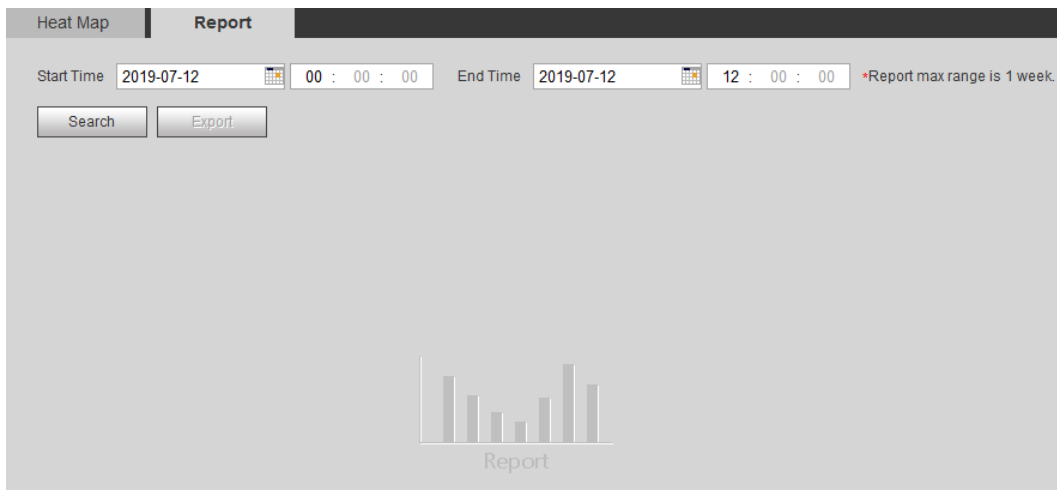 Heat Map Report
Start Time 2019-07-12 00 : 00 : 00 End Time 2019-07-12 12 : 00 : 00 *Report max range is 1 week.
Search Export
Report